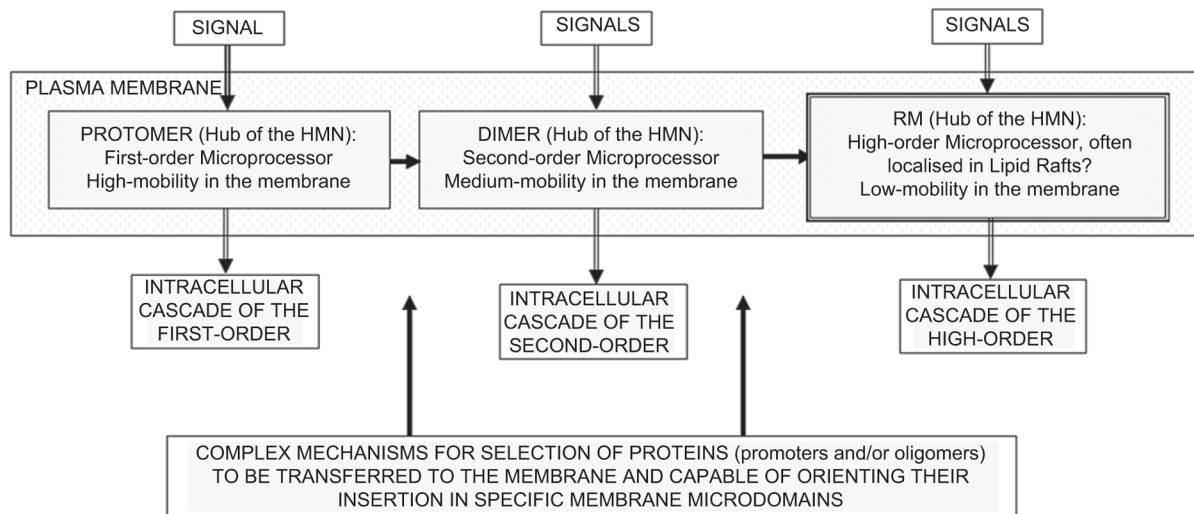 SIGNAL
SIGNALS
SIGNALS
PLASMA MEMBRANE
PROTOMER (Hub of the HMN):
First-order Microprocessor
High-mobility in the membrane
DIMER (Hub of the HMN):
Second-order Microprocessor
Medium-mobility in the membrane
RM (Hub of the HMN):
High-order Microprocessor, often
localised in Lipid Rafts?
Low-mobility in the membrane
INTRACELLULAR
CASCADE OF THE
FIRST-ORDER
INTRACELLULAR
CASCADE OF THE
SECOND-ORDER
INTRACELLULAR
CASCADE OF THE
HIGH-ORDER
COMPLEX MECHANISMS FOR SELECTION OF PROTEINS (promoters and/or oligomers)
TO BE TRANSFERRED TO THE MEMBRANE AND CAPABLE OF ORIENTING THEIR
INSERTION IN SPECIFIC MEMBRANE MICRODOMAINS